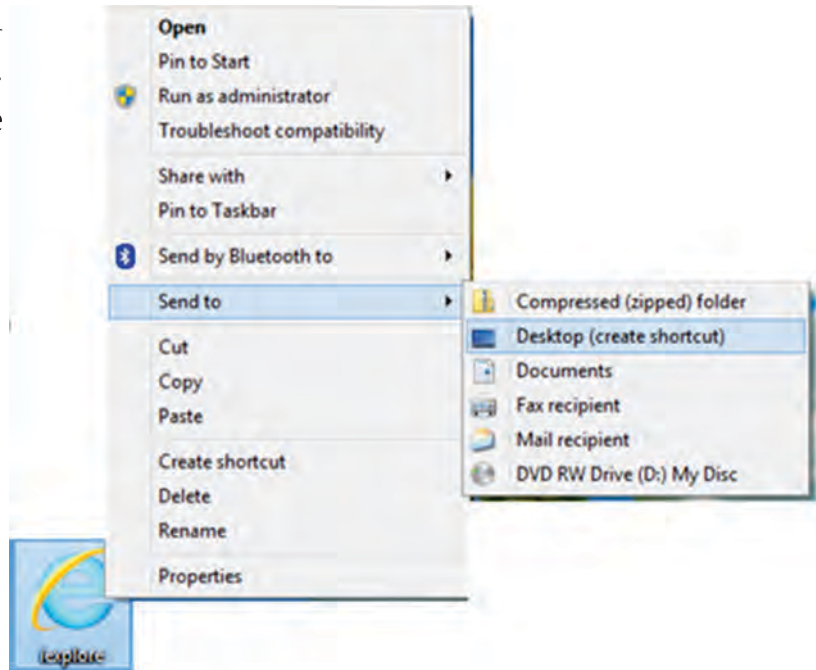 Open
Pin to Start
Run as administrator
Troubleshoot compatibility
Share with
Pin to Taskbar
Send by Bluetooth to
Send to
Compressed (zipped) folder
Desktop (create shortcut)
Documents
Fax recipient
Mail recipient
DVD RW Drive (D:) My Disc
Cut
Copy
Paste
Create shortcut
Delete
Rename
Properties
iexplore